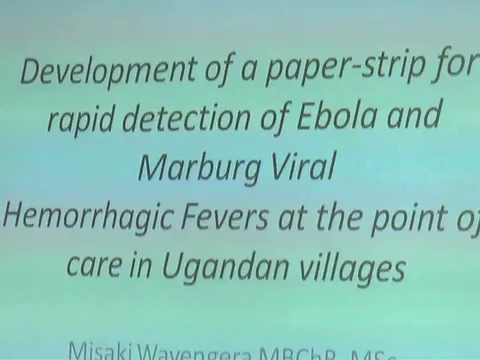 Development of a paper-strip for
rapid detection of Ebola and
Marburg Viral
Hemorrhagic Fevers at the point of
care in Ugandan villages
Misaki Wayengera MBChB, MSc